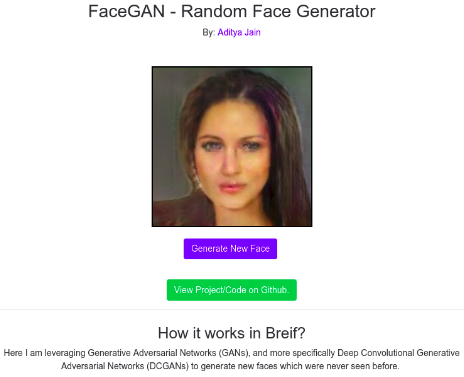 FaceGAN - Random Face Generator
By: Aditya Jain
Generate New Face
View Project/Code on Github.
How it works in Breif?
Here I am leveraging Generative Adversarial Networks (GANs), and more specifically Deep Convolutional Generative
Adversarial Networks (DCGANs) to generate new faces which were never seen before.